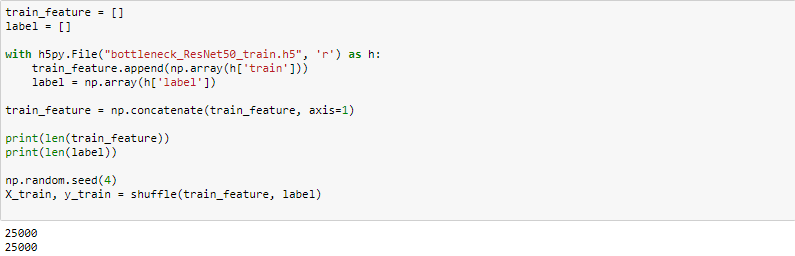 train_feature = []
label = []
with h5py.File("bottleneck_ResNet50_train.h5", 'r') as h:
    train_feature.append(np.array(h['train']))
    label = np.array(h['label'])
train_feature = np.concatenate(train_feature, axis=1)
print(len(train_feature))
print(len(label))
np.random.seed(4)
X_train, y_train = shuffle(train_feature, label)
25000
25000